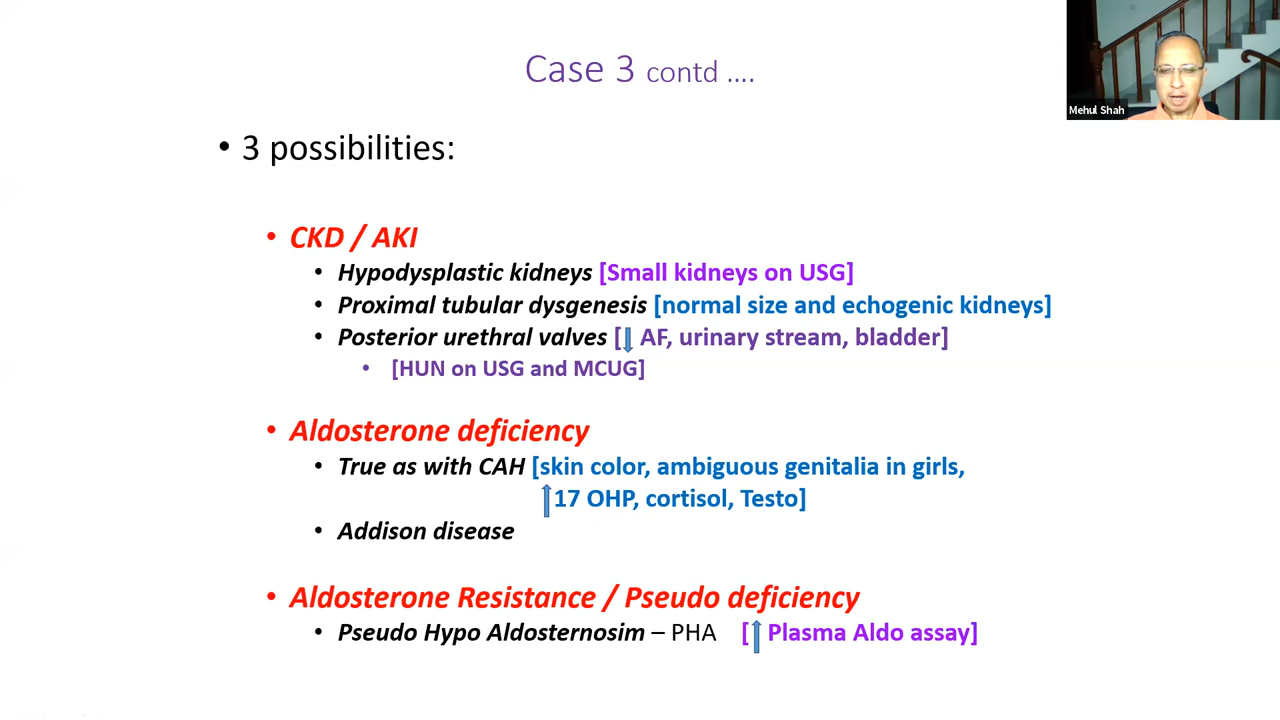 Case 3 contd ....
Mehul Shah
• 3 possibilities:
• CKD / AKI
• Hypodysplastic kidneys [Small kidneys on USG]
• Proximal tubular dysgenesis [normal size and echogenic kidneys]
• Posterior urethral valves [↓ AF, urinary stream, bladder]
• [HUN on USG and MCUG]
• Aldosterone deficiency
• True as with CAH [skin color, ambiguous genitalia in girls,
↑17 OHP, cortisol, Testo]
• Addison disease
• Aldosterone Resistance / Pseudo deficiency
• Pseudo Hypo Aldosternosim – PHA [↑ Plasma Aldo assay]